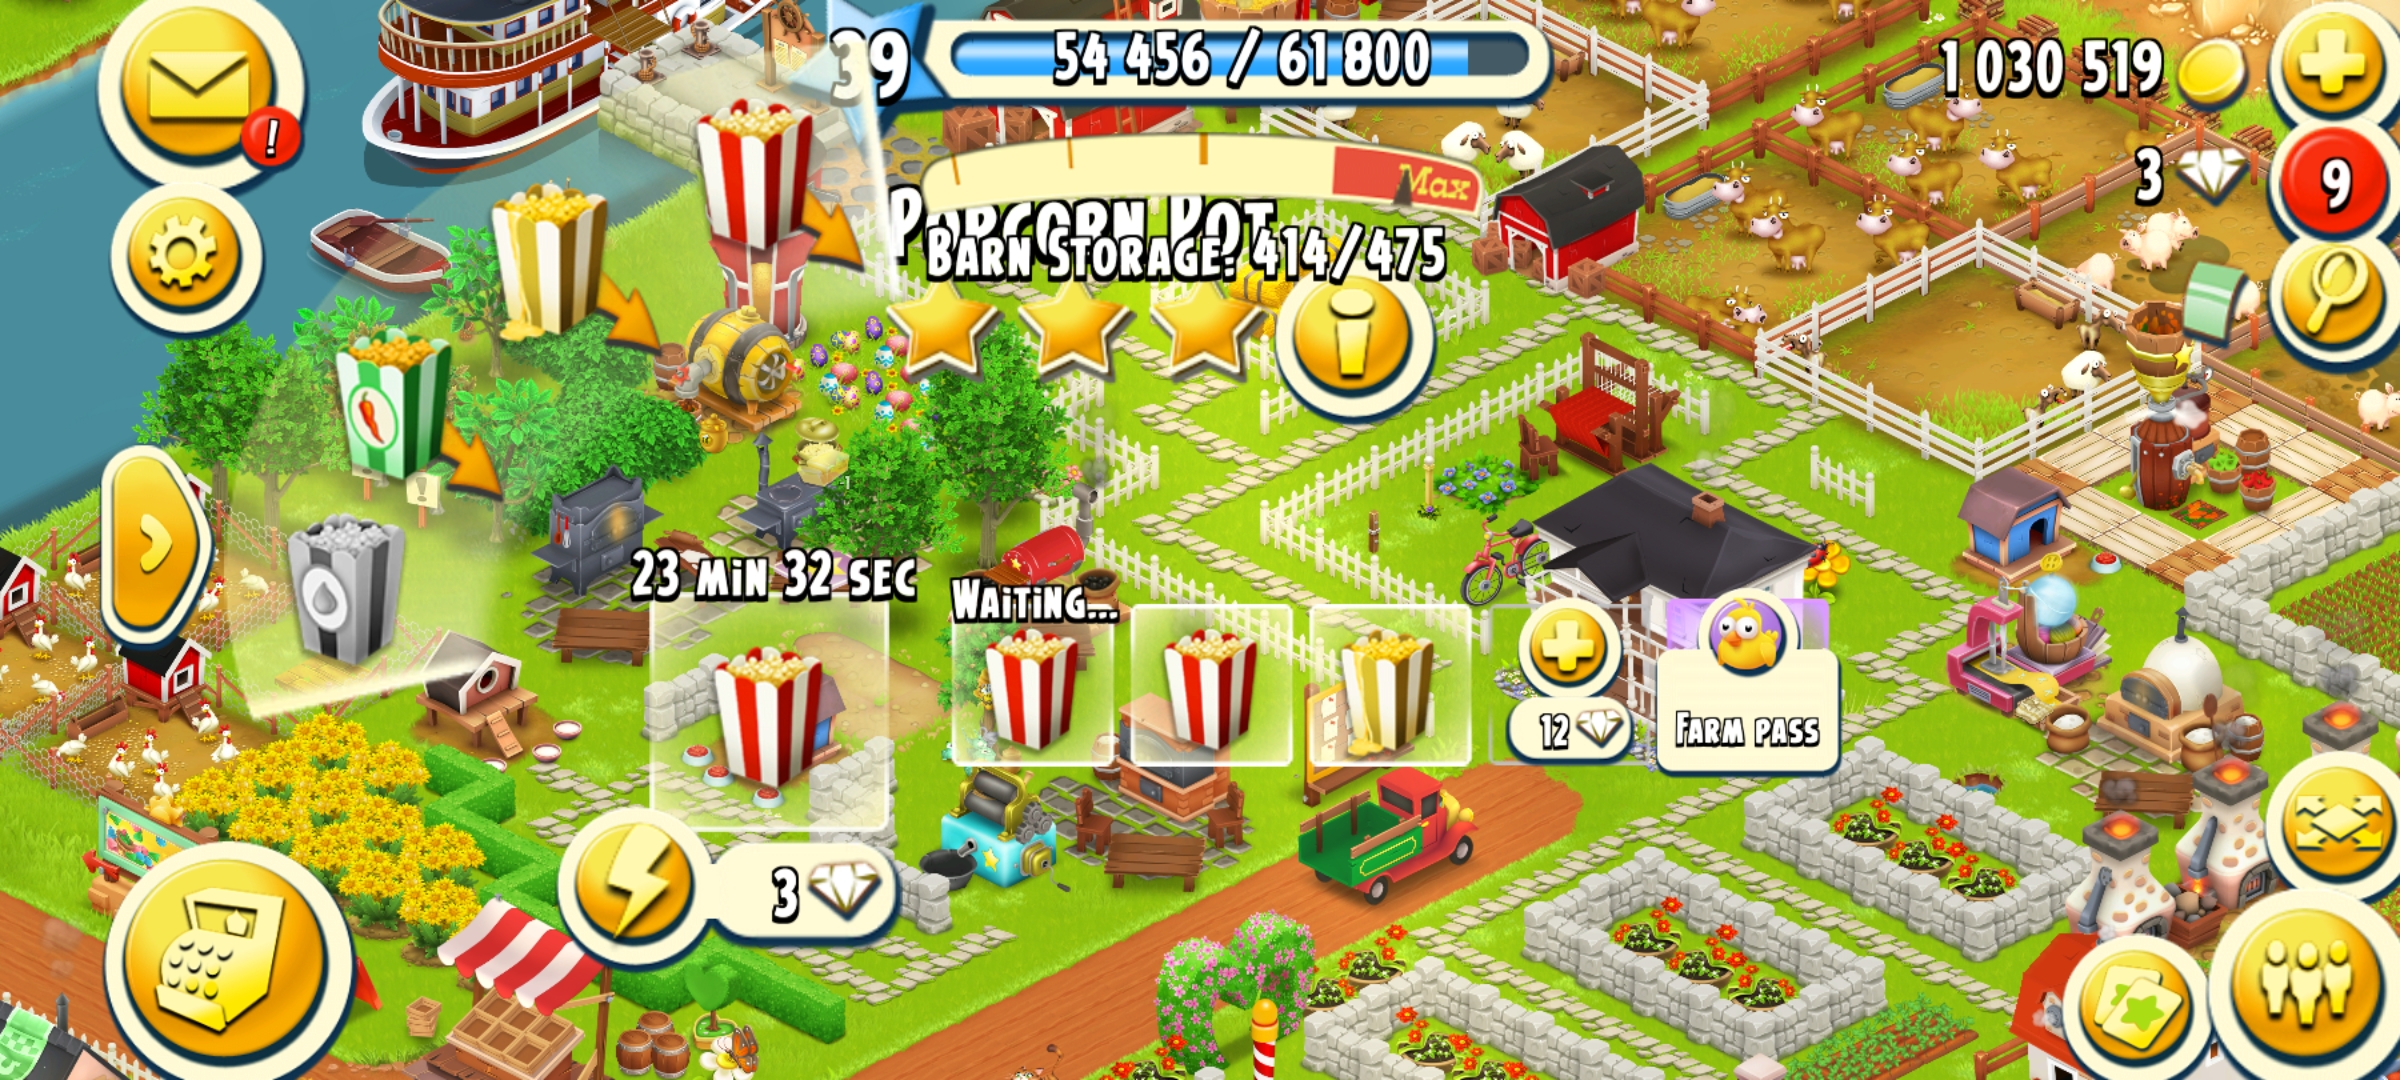 39
54 456 / 61 800
1 030 519
!
Max
3
9
Popcorn Pot
Barn Storage: 414/475
23 min 32 sec
Waiting...
12
Farm pass
3